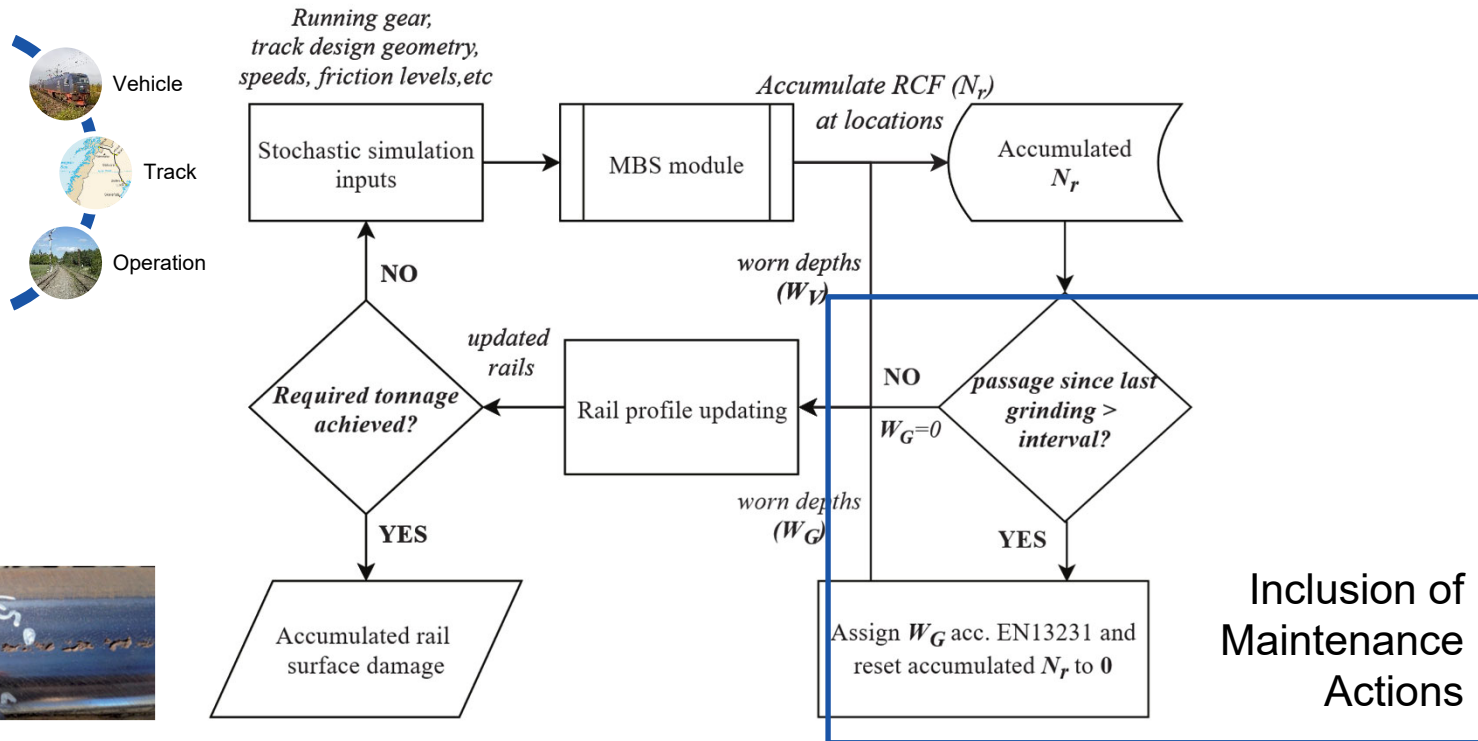 Running gear,
track design geometry,
speeds, friction levels,etc
Vehicle
Track
Operation
Stochastic simulation
inputs
MBS module
Accumulate RCF (Nr)
at locations
Accumulated
Nr
NO
worn depths
(WV)
updated
rails
Required tonnage
achieved?
Rail profile updating
NO
WG=0
passage since last
grinding >
interval?
worn depths
(WG)
YES
YES
Accumulated rail
surface damage
Assign WG acc. EN13231 and
reset accumulated Nr to 0
Inclusion of
Maintenance
Actions